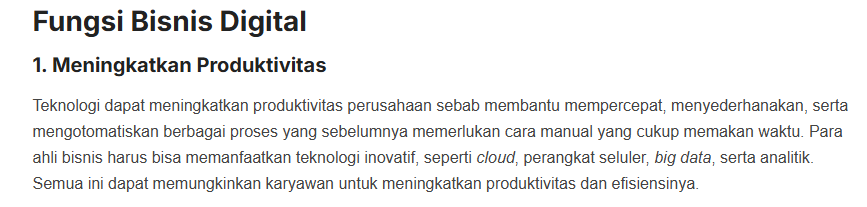 Fungsi Bisnis Digital
1. Meningkatkan Produktivitas
Teknologi dapat meningkatkan produktivitas perusahaan sebab membantu mempercepat, menyederhanakan, serta
mengotomatiskan berbagai proses yang sebelumnya memerlukan cara manual yang cukup memakan waktu. Para
ahli bisnis harus bisa memanfaatkan teknologi inovatif, seperti cloud, perangkat seluler, big data, serta analitik.
Semua ini dapat memungkinkan karyawan untuk meningkatkan produktivitas dan efisiensinya.